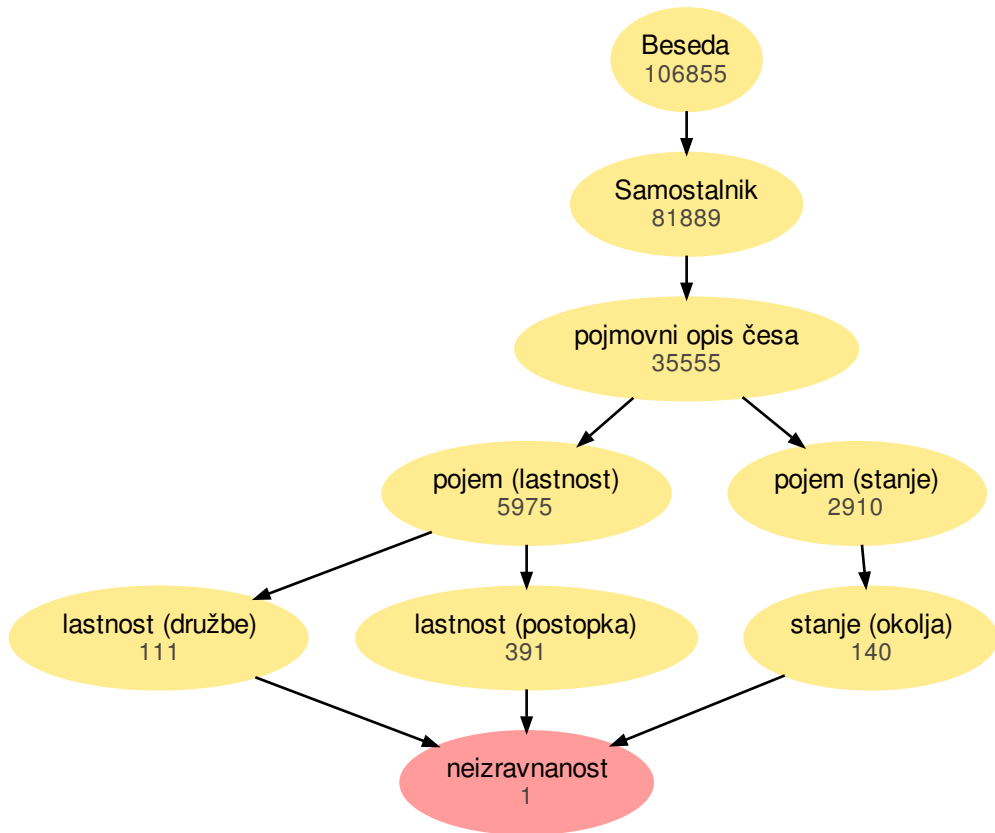 Beseda
106855
Samostalnik
81889
pojmovni opis česa
35555
pojem (lastnost)
5975
pojem (stanje)
2910
lastnost (družbe)
111
lastnost (postopka)
391
stanje (okolja)
140
neizravnanost
1